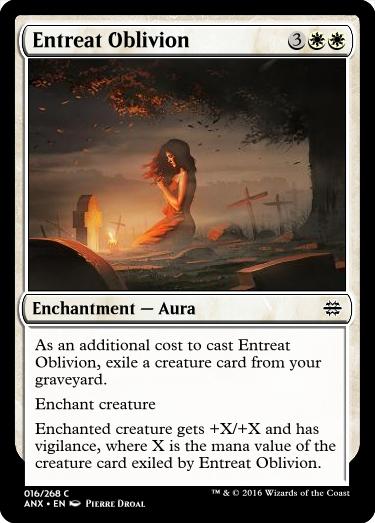 Entreat Oblivion 3
Enchantment — Aura
As an additional cost to cast Entreat
Oblivion, exile a creature card from your
graveyard.
Enchant creature
Enchanted creature gets +X/+X and has
vigilance, where X is the mana value of the
creature card exiled by Entreat Oblivion.
016/268 C
ANX • EN Pierre Droal
™ & © 2016 Wizards of the Coast